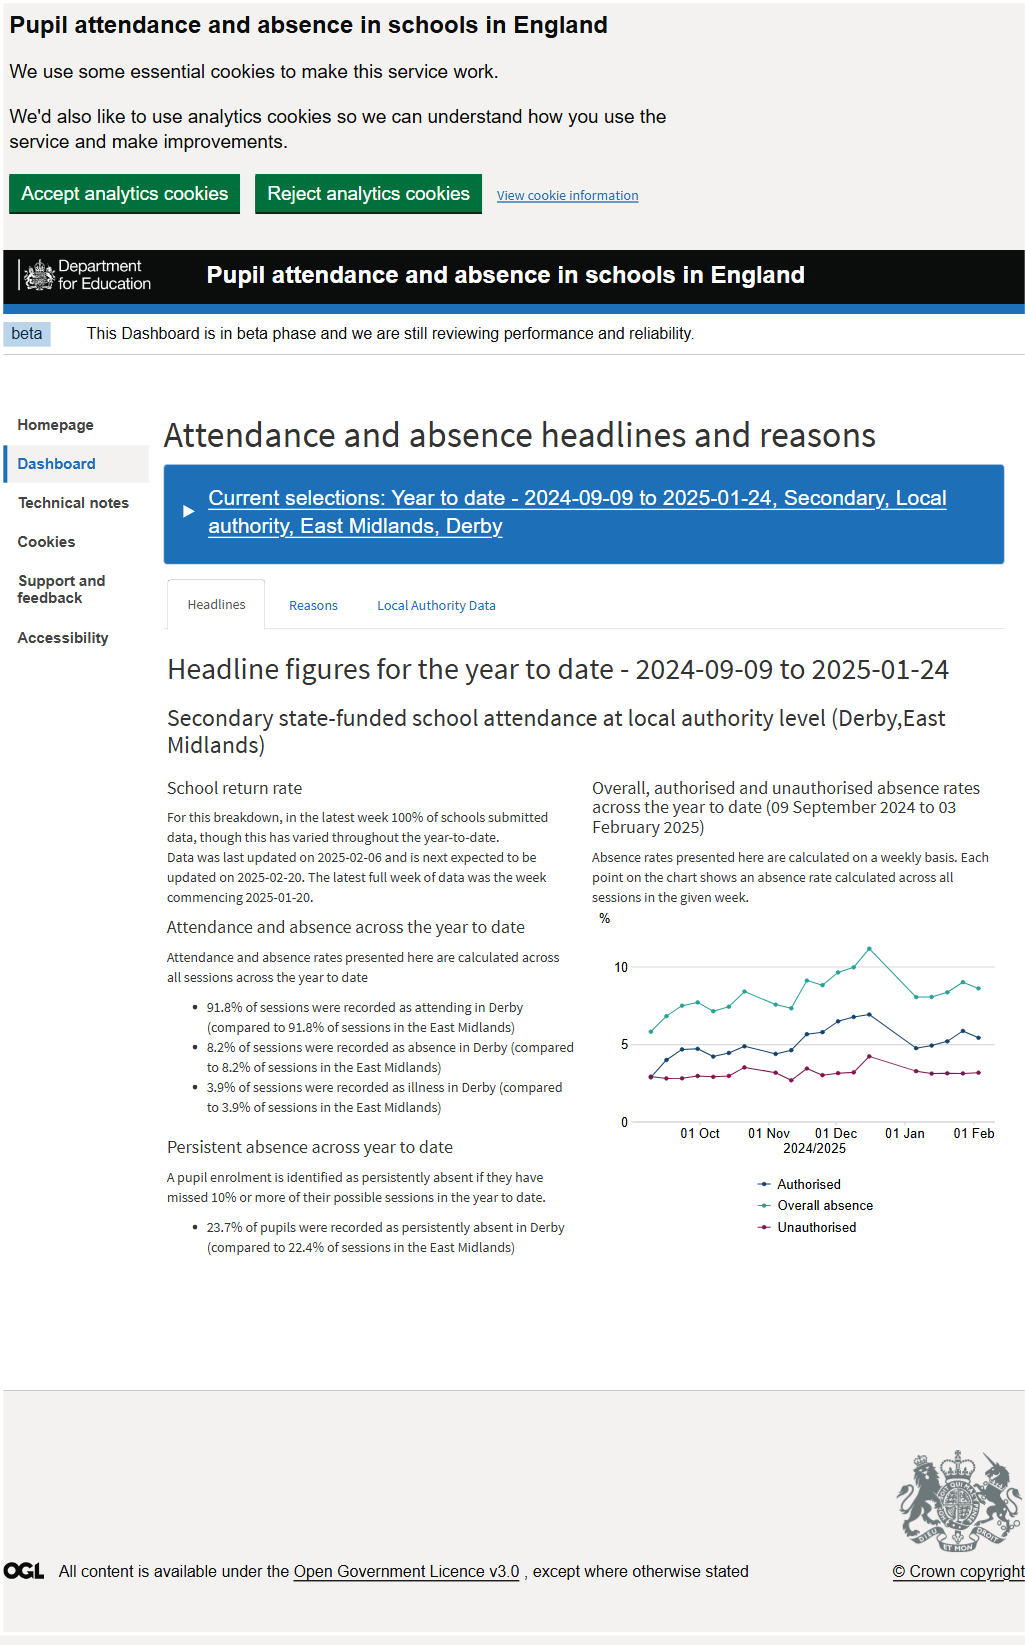 Pupil attendance and absence in schools in England
We use some essential cookies to make this service work.
We'd also like to use analytics cookies so we can understand how you use the
service and make improvements.
Accept analytics cookies
Reject analytics cookies
View cookie information
Department
for Education
Pupil attendance and absence in schools in England
beta
This Dashboard is in beta phase and we are still reviewing performance and reliability.
Homepage
Dashboard
Technical notes
Cookies
Support and
feedback
Accessibility
Attendance and absence headlines and reasons
Current selections: Year to date - 2024-09-09 to 2025-01-24, Secondary, Local
authority, East Midlands, Derby
Headlines
Reasons
Local Authority Data
Headline figures for the year to date - 2024-09-09 to 2025-01-24
Secondary state-funded school attendance at local authority level (Derby,East
Midlands)
School return rate
For this breakdown, in the latest week 100% of schools submitted
data, though this has varied throughout the year-to-date.
Data was last updated on 2025-02-06 and is next expected to be
updated on 2025-02-20. The latest full week of data was the week
commencing 2025-01-20.
Attendance and absence across the year to date
Attendance and absence rates presented here are calculated across
all sessions across the year to date
• 91.8% of sessions were recorded as attending in Derby
(compared to 91.8% of sessions in the East Midlands)
• 8.2% of sessions were recorded as absence in Derby (compared
to 8.2% of sessions in the East Midlands)
• 3.9% of sessions were recorded as illness in Derby (compared
to 3.9% of sessions in the East Midlands)
Persistent absence across year to date
A pupil enrolment is identified as persistently absent if they have
missed 10% or more of their possible sessions in the year to date.
• 23.7% of pupils were recorded as persistently absent in Derby
(compared to 22.4% of sessions in the East Midlands)
Overall, authorised and unauthorised absence rates
across the year to date (09 September 2024 to 03
February 2025)
Absence rates presented here are calculated on a weekly basis. Each
point on the chart shows an absence rate calculated across all
sessions in the given week.
%
10
5
0
01 Oct
01 Nov
01 Dec
01 Jan
01 Feb
2024/2025
Authorised
Overall absence
Unauthorised
DIEU ET MON DROIT
OGL
All content is available under the Open Government Licence v3.0 , except where otherwise stated
© Crown copyright